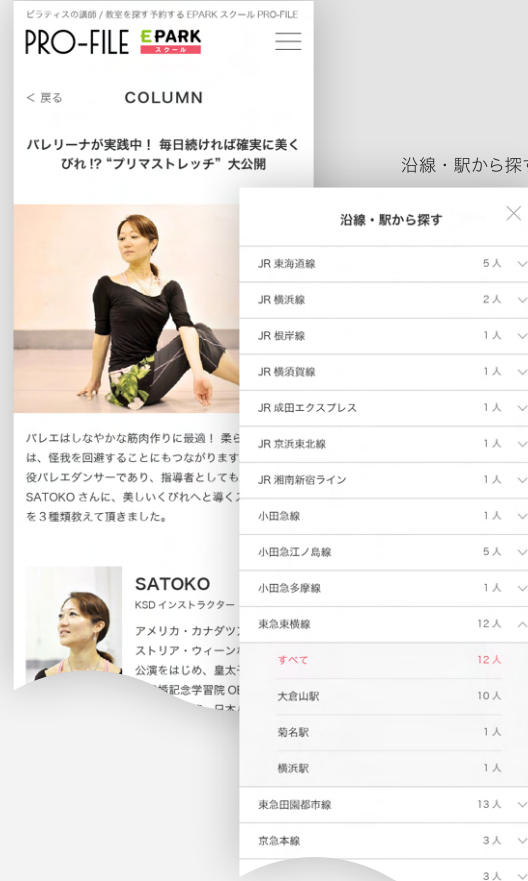 ピラティスの講師 / 教室を探す予約する EPARK スクール PRO-FILE
PRO-FILE EPARK
スクール
< 戻る COLUMN
バレリーナが実践中！ 毎日続ければ確実に美く
びれ !? “プリマストレッチ” 大公開
バレエはしなやかな筋肉作りに最適！ 柔ら
は、怪我を回避することにもつながります
役バレエダンサーであり、指導者としても
SATOKO さんに、美しいくびれへと導くス
を３種類教えて頂きました。
SATOKO
KSD インストラクター
アメリカ・カナダツア
ストリア・ウィーン
公演をはじめ、皇太子
婚記念学習院 OB
日本
沿線・駅から探す
沿線・駅から探す
JR 東海道線 5人
JR 横浜線 2人
JR 根岸線 1人
JR 横須賀線 1人
JR 成田エクスプレス 1人
JR 京浜東北線 1人
JR 湘南新宿ライン 1人
小田急線 1人
小田急江ノ島線 5人
小田急多摩線 1人
東急東横線 12人
すべて 12人
大倉山駅 10人
菊名駅 1人
横浜駅 1人
東急田園都市線 13人
京急本線 3人
3人